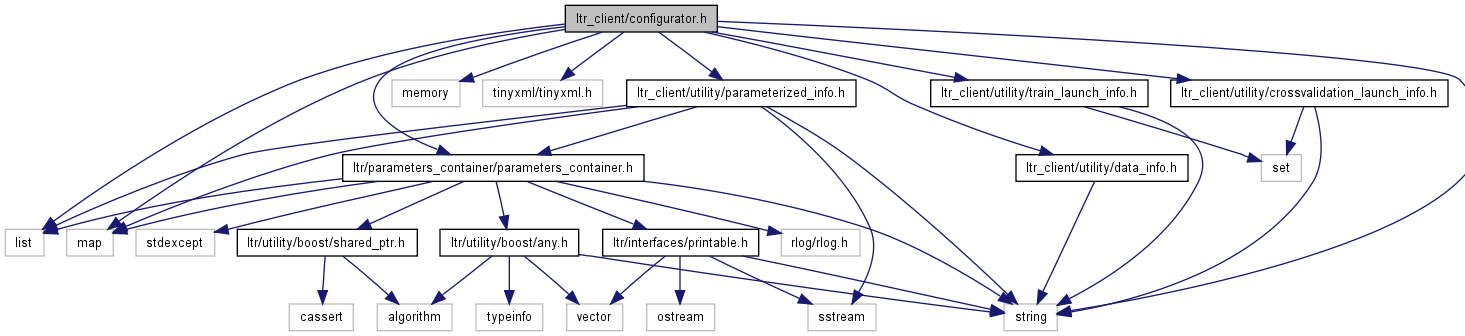 ltr_client/configurator.h
memory
tinyxml/tinyxml.h
ltr_client/utility/parameterized_info.h
ltr_client/utility/train_launch_info.h
ltr_client/utility/crossvalidation_launch_info.h
ltr/parameters_container/parameters_container.h
ltr_client/utility/data_info.h
set
list
map
stdexcept
ltr/utility/boost/shared_ptr.h
ltr/utility/boost/any.h
ltr/interfaces/printable.h
rlog/rlog.h
cassert
algorithm
typeinfo
vector
ostream
sstream
string